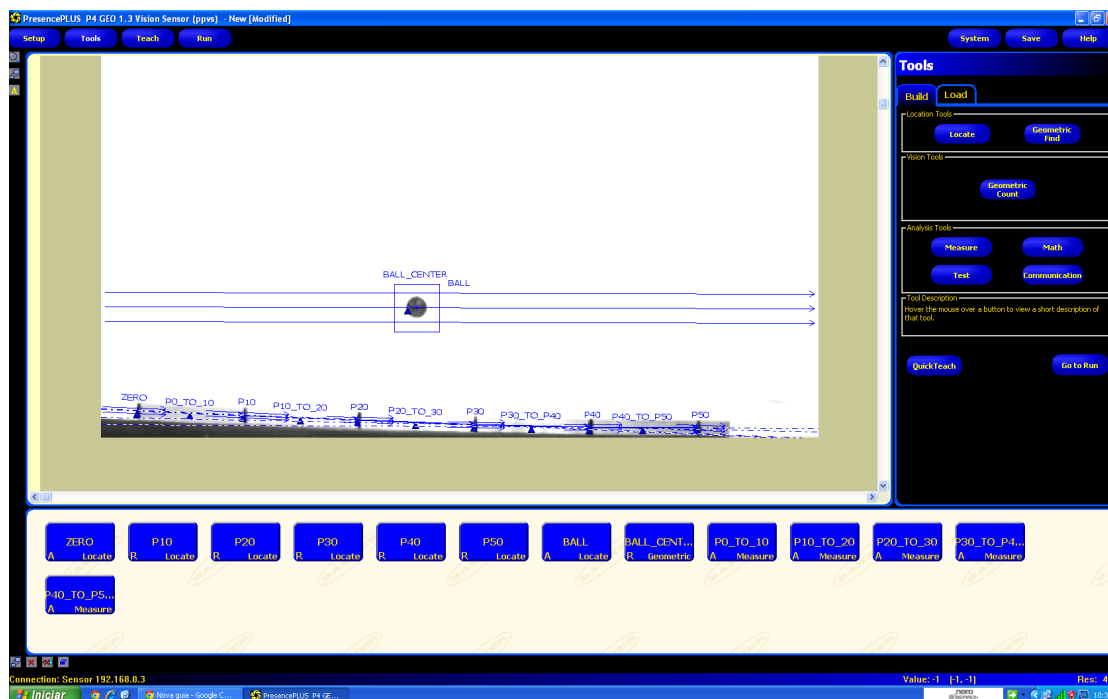 PresencePLUS P4 GEO 1.3 Vision Sensor (ppvs) - New [Modified]
Setup Tools Teach Run System Save Help
A
Tools
Build Load
Location Tools
Locate Geometric Find
Vision Tools
Geometric Count
Analysis Tools
Measure Math
Test Communication
Tool Description
Hover the mouse over a button to view a short description of
that tool.
QuickTeach Go to Run
BALL_CENTER
BALL
ZERO P0_TO_10 P10 P10_TO_20 P20 P20_TO_30 P30 P30_TO_P40 P40 P40_TO_P50 P50
ZERO P10 P20 P30 P40 P50 BALL BALL_CENT... P0_TO_10 P10_TO_20 P20_TO_30 P30_TO_P4...
A Locate R Locate R Locate R Locate R Locate R Locate A Locate R Geometric A Measure A Measure A Measure A Measure
P40_TO_P5...
A Measure
Connection: Sensor 192.168.0.3 Value: -1 (-1, -1) Res: 4
Iniciar Nova guia - Google C... PresencePLUS P4 GE... nero SEARCH